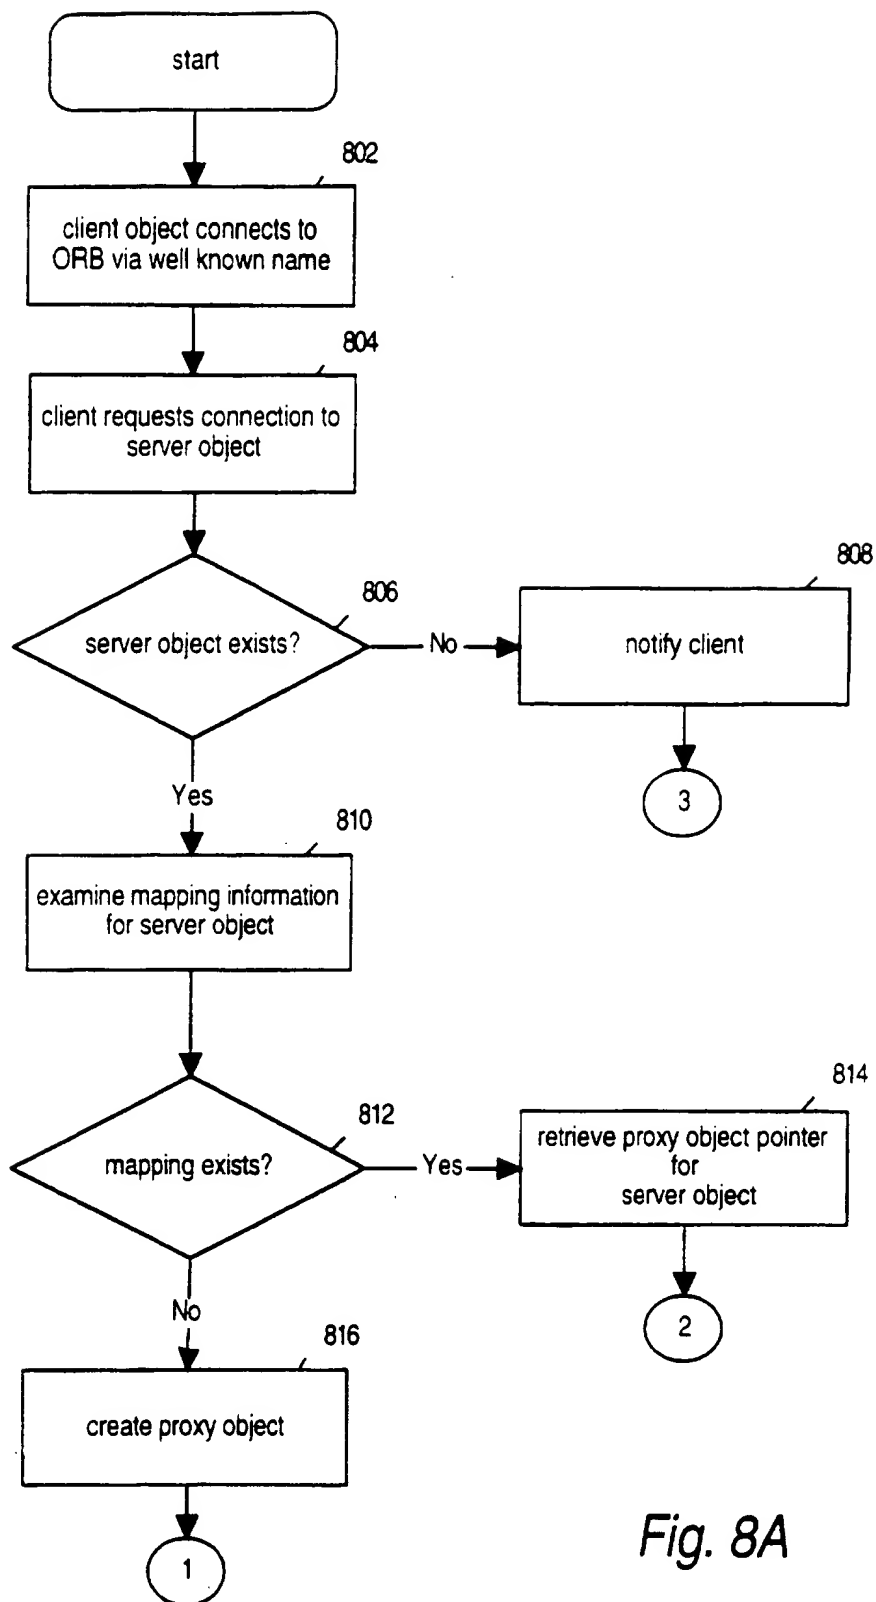 start
802
client object connects to
ORB via well known name
804
client requests connection to
server object
806
server object exists?
No
808
notify client
3
Yes
810
examine mapping information
for server object
812
mapping exists?
Yes
814
retrieve proxy object pointer
for
server object
2
No
816
create proxy object
1
Fig. 8A